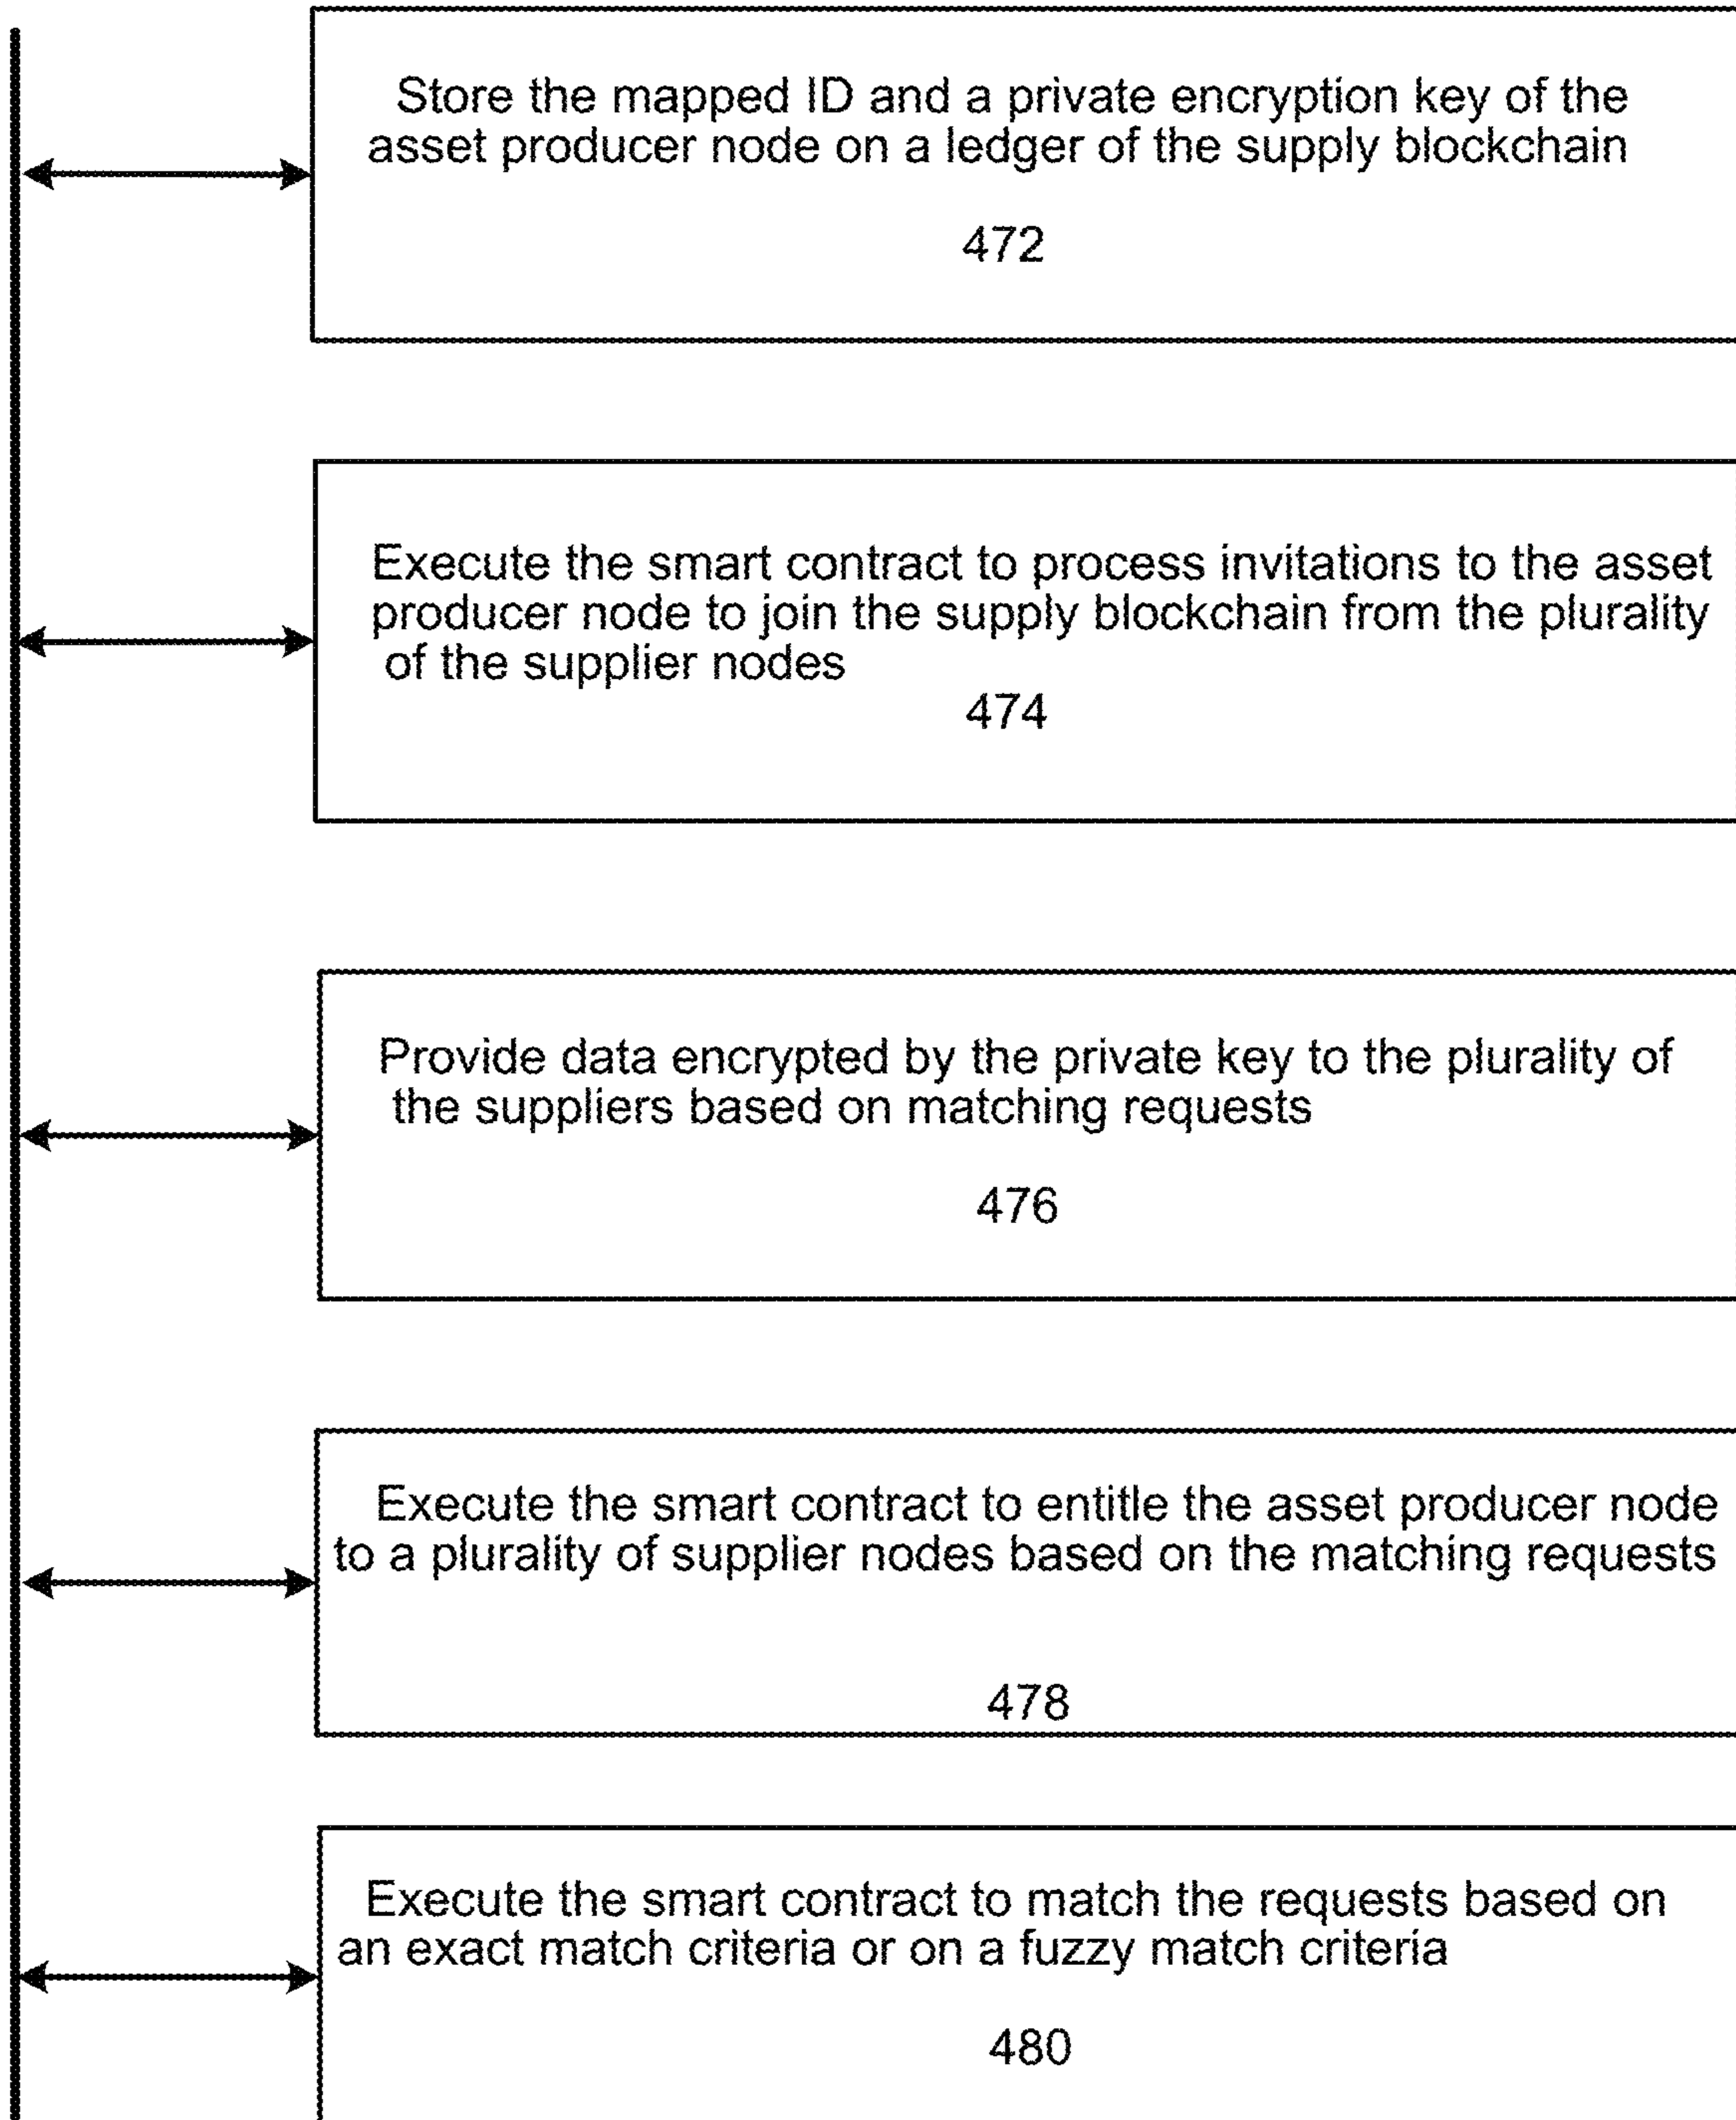 Store the mapped ID and a private encryption key of the
asset producer node on a ledger of the supply blockchain
472
Execute the smart contract to process invitations to the asset
producer node to join the supply blockchain from the plurality
of the supplier nodes
474
Provide data encrypted by the private key to the plurality of
the suppliers based on matching requests
476
Execute the smart contract to entitle the asset producer node
to a plurality of supplier nodes based on the matching requests
478
Execute the smart contract to match the requests based on
an exact match criteria or on a fuzzy match criteria
480